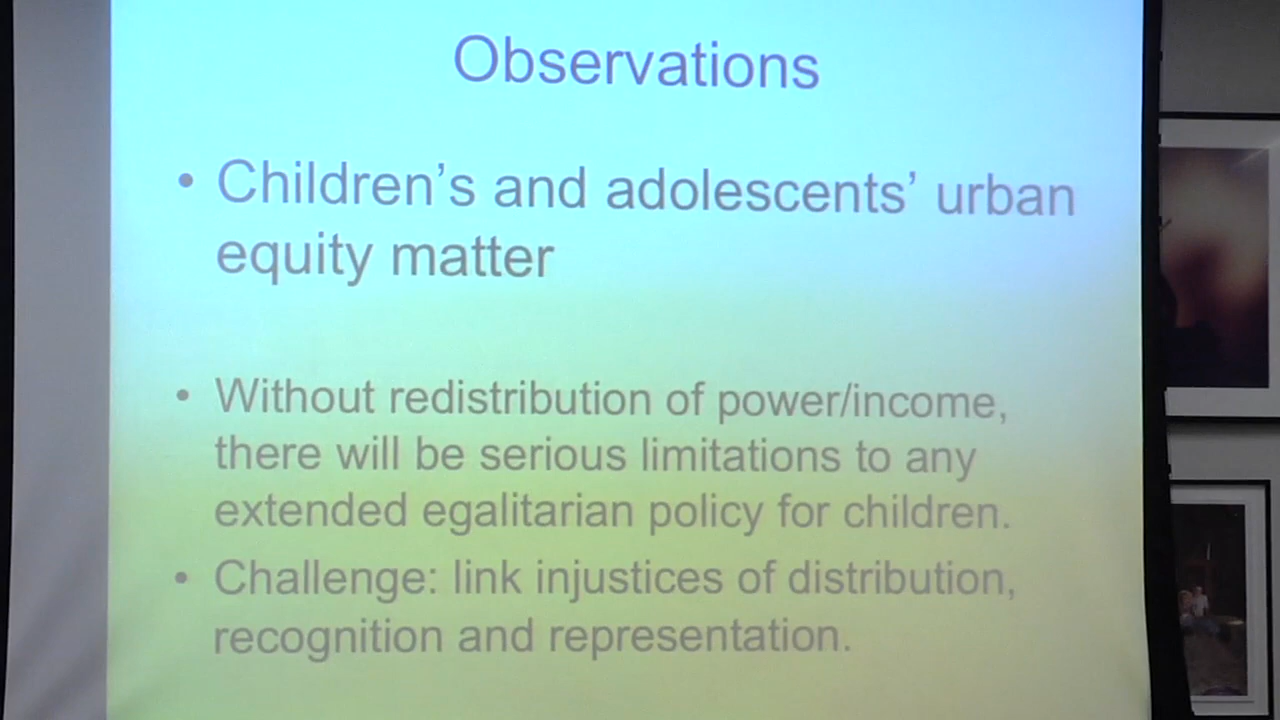 Observations
• Children’s and adolescents’ urban
equity matter
• Without redistribution of power/income,
there will be serious limitations to any
extended egalitarian policy for children.
• Challenge: link injustices of distribution,
recognition and representation.